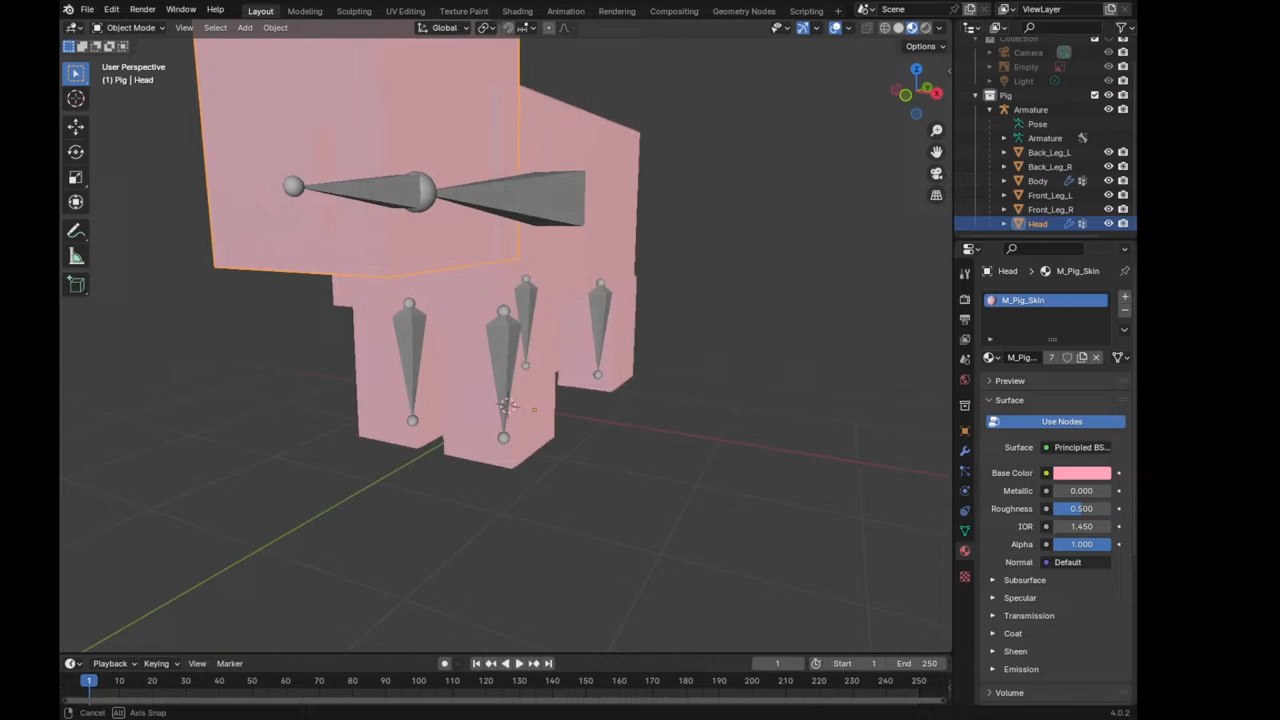 File Edit Render Window Help
Layout Modeling Sculpting UV Editing Texture Paint Shading Animation Rendering Compositing Geometry Nodes Scripting +
Scene
ViewLayer
Object Mode View Select Add Object
Global
Options
User Perspective
(1) Pig | Head
Z
Y
X
Collection
Camera
Empty
Light
Pig
Armature
Pose
Armature
Back_Leg_L
Back_Leg_R
Body
Front_Leg_L
Front_Leg_R
Head
Head > M_Pig_Skin
M_Pig_Skin
M_Pig... 7
Preview
Surface
Use Nodes
Surface Principled BS...
Base Color
Metallic 0.000
Roughness 0.500
IOR 1.450
Alpha 1.000
Normal Default
Subsurface
Specular
Transmission
Coat
Sheen
Emission
Volume
Playback Keying View Marker
1 Start 1 End 250
1 10 20 30 40 50 60 70 80 90 100 110 120 130 140 150 160 170 180 190 200 210 220 230 240 250
Cancel Alt Axis Snap
4.0.2